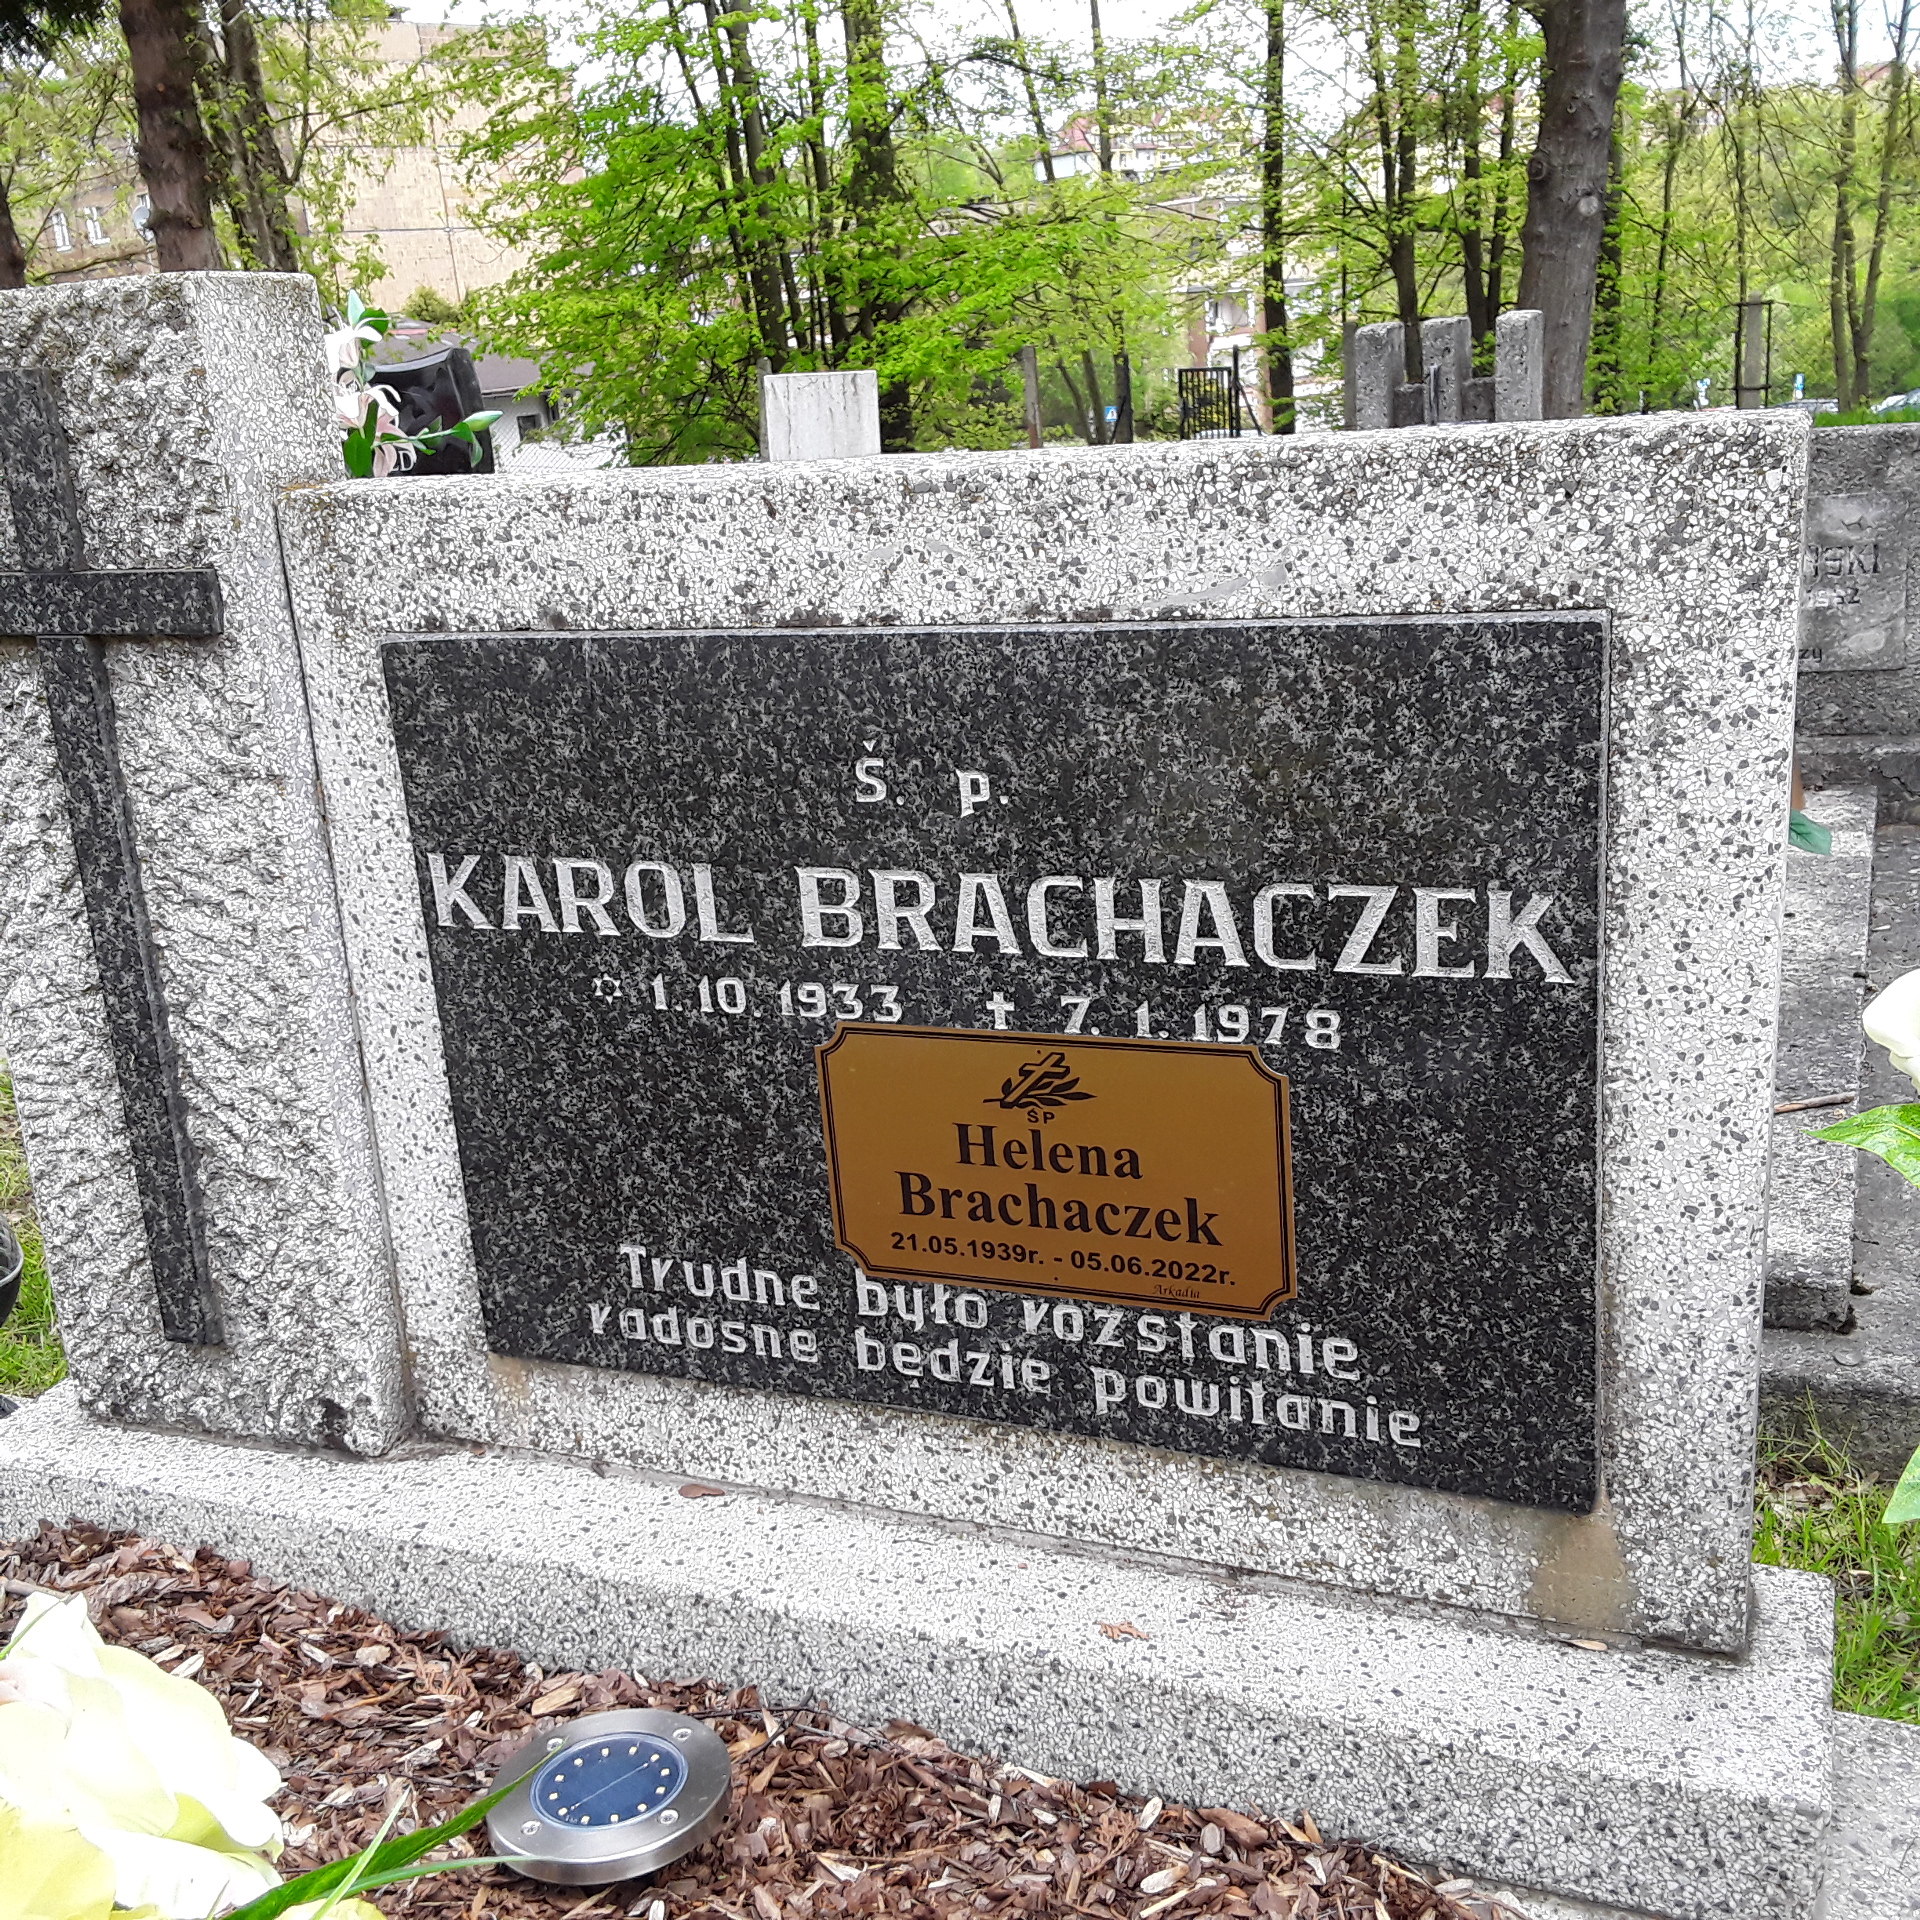 Š. p.
KAROL BRACHACZEK
✡ 1.10.1933 ✝ 7.1.1978
ŚP
Helena
Brachaczek
21.05.1939r. - 05.06.2022r.
Arkadia
Trudne było rozstanie
radosne będzie powitanie
SKI